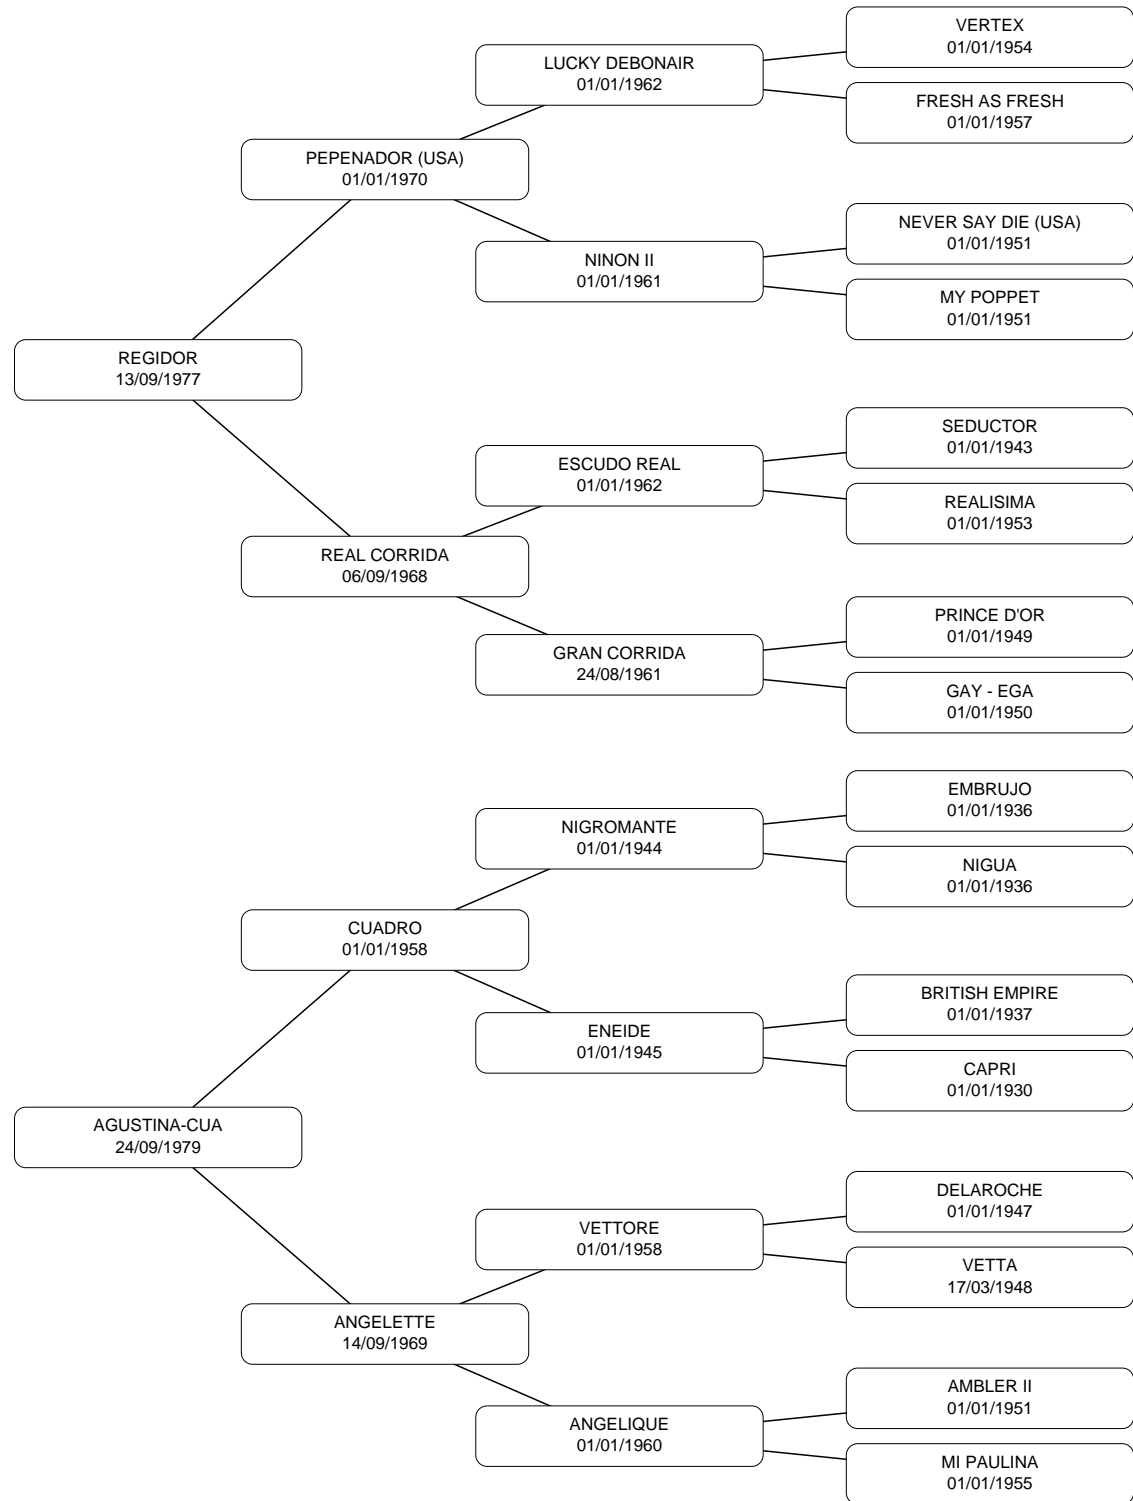 VERTEX
01/01/1954
LUCKY DEBONAIR
01/01/1962
FRESH AS FRESH
01/01/1957
PEPENADOR (USA)
01/01/1970
NEVER SAY DIE (USA)
01/01/1951
NINON II
01/01/1961
MY POPPET
01/01/1951
REGIDOR
13/09/1977
SEDUCTOR
01/01/1943
ESCUDO REAL
01/01/1962
REALISIMA
01/01/1953
REAL CORRIDA
06/09/1968
PRINCE D'OR
01/01/1949
GRAN CORRIDA
24/08/1961
GAY - EGA
01/01/1950
EMBRUJO
01/01/1936
NIGROMANTE
01/01/1944
NIGUA
01/01/1936
CUADRO
01/01/1958
BRITISH EMPIRE
01/01/1937
ENEIDE
01/01/1945
CAPRI
01/01/1930
AGUSTINA-CUA
24/09/1979
DELAROCHE
01/01/1947
VETTORE
01/01/1958
VETTA
17/03/1948
ANGELETTE
14/09/1969
AMBLER II
01/01/1951
ANGELIQUE
01/01/1960
MI PAULINA
01/01/1955